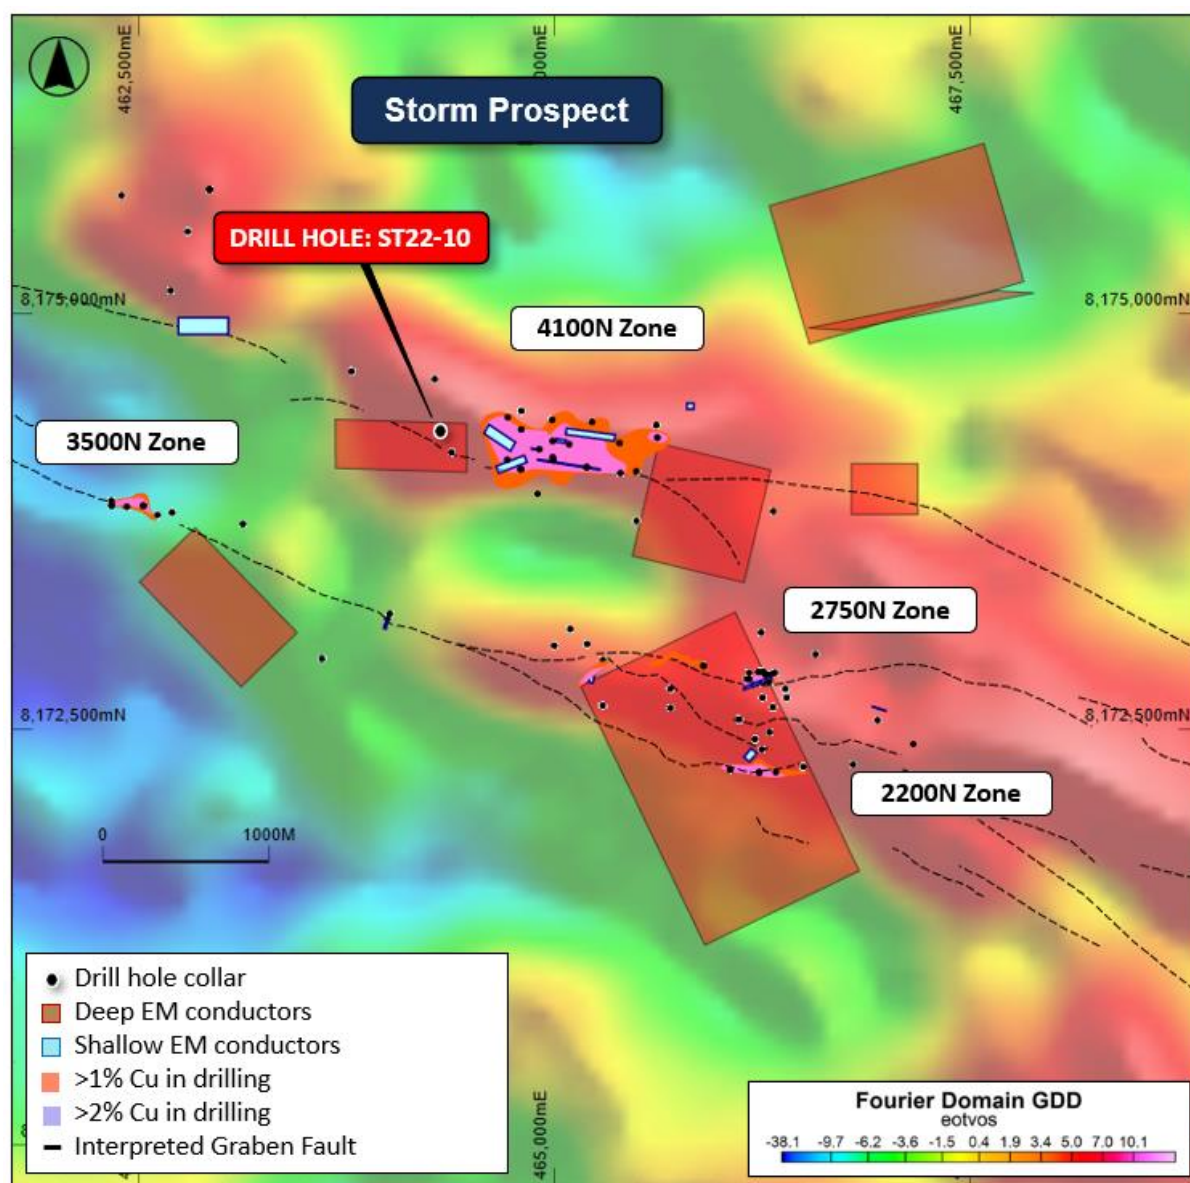 462,500mE
000mE
467,500mE
Storm Prospect
DRILL HOLE: ST22-10
8,175,000mN
8,175,000mN
4100N Zone
3500N Zone
2750N Zone
8,172,500mN
8,172,500mN
2200N Zone
0 1000M
Drill hole collar
Deep EM conductors
Shallow EM conductors
>1% Cu in drilling
>2% Cu in drilling
Interpreted Graben Fault
465,000mE
Fourier Domain GDD
eotvos
-38.1 -9.7 -6.2 -3.6 -1.5 0.4 1.9 3.4 5.0 7.0 10.1